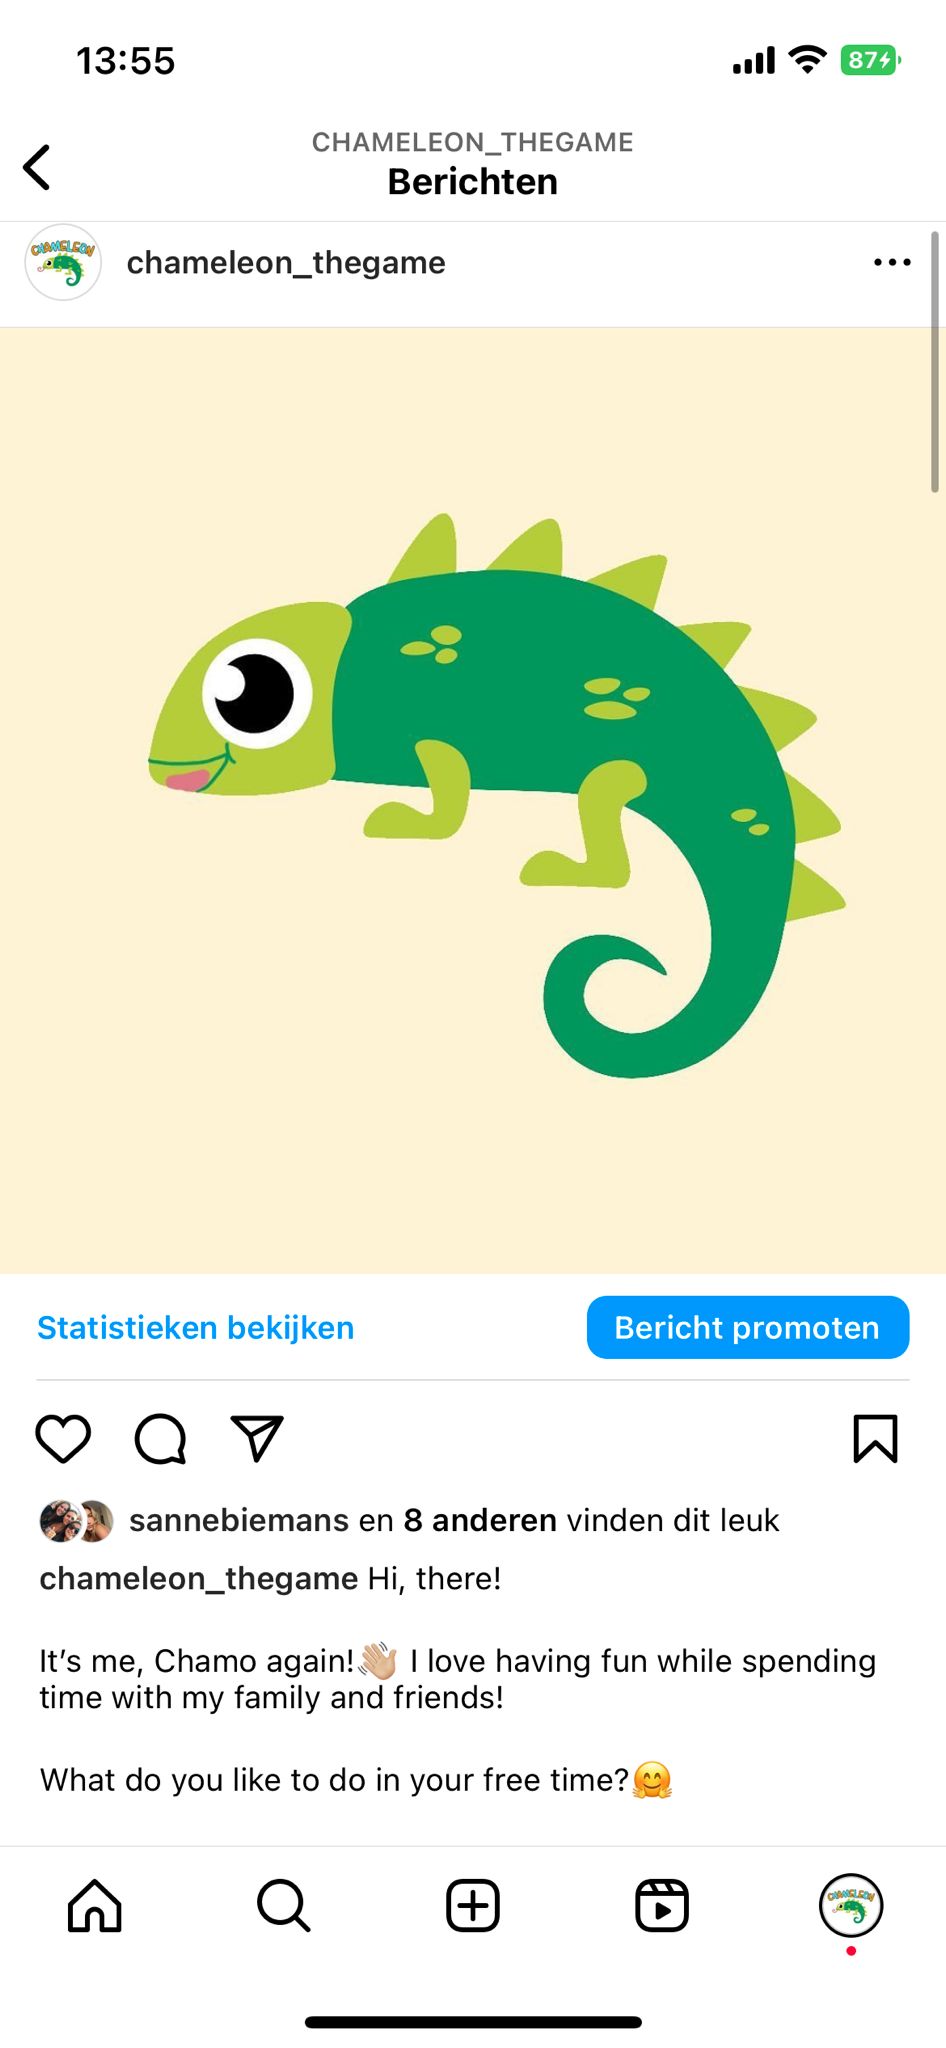 13:55
87
CHAMELEON_THEGAME
Berichten
CHAMELEON
chameleon_thegame
Statistieken bekijken
Bericht promoten
sannebiemans en 8 anderen vinden dit leuk
chameleon_thegame Hi, there!
It’s me, Chamo again!👋🏼 I love having fun while spending
time with my family and friends!
What do you like to do in your free time?🤗
CHAMELEON